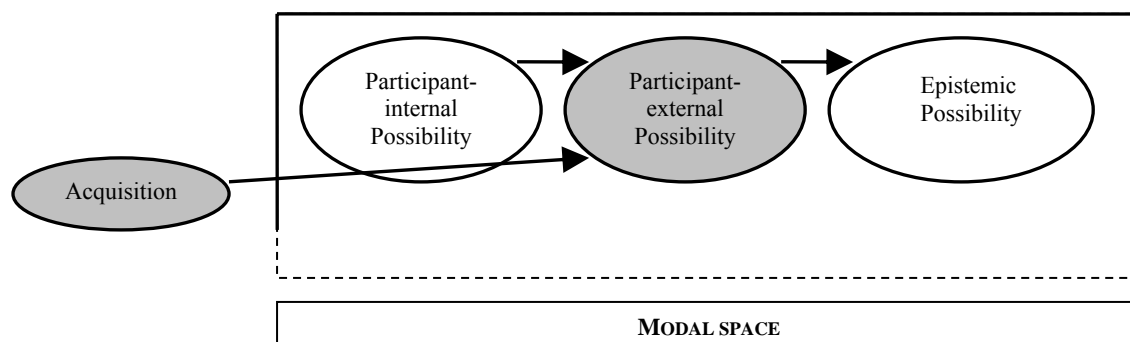 Participant-
internal
Possibility
Participant-
external
Possibility
Epistemic
Possibility
Acquisition
MODAL SPACE